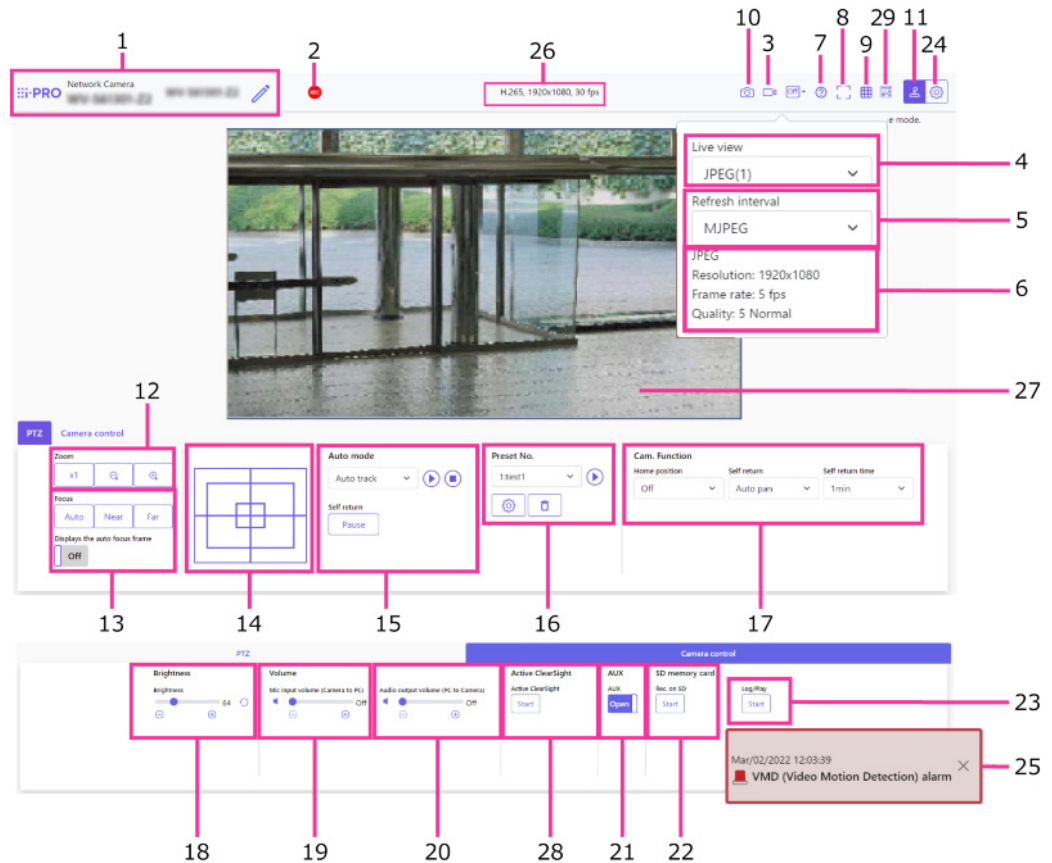 10 3 7 8 9 29 11 24
1 2 26
i-PRO Network Camera
REC
H.265, 1920x1080, 30 fps
Off
e mode.
Live view
JPEG(1)
4
Refresh interval
MJPEG
5
JPEG
Resolution: 1920x1080
Frame rate: 5 fps
Quality: 5 Normal
6
27
12
PTZ Camera control
Zoom
x1
Focus
Auto Near Far
Displays the auto focus frame
Off
Auto mode
Auto track
Self return
Pause
Preset No.
1:test1
Cam. Function
Home position Self return Self return time
Off Auto pan 1min
13 14 15 16 17
PTZ Camera control
Brightness
Brightness
64
Volume
Mic input volume (Camera to PC)
Off
Audio output volume (PC to Camera)
Off
Active ClearSight
Active ClearSight
Start
AUX
AUX
Open
SD memory card
Rec. on SD
Start
Log/Play
Start
23
Mar/02/2022 12:03:39
VMD (Video Motion Detection) alarm
25
18 19 20 28 21 22